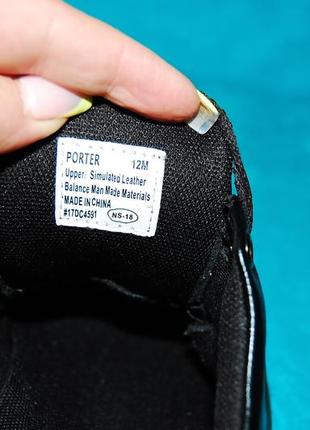 PORTER 12M
Upper: Simulated Leather
Balance Man Made Materials
MADE IN CHINA
#17DC4591 NS-18